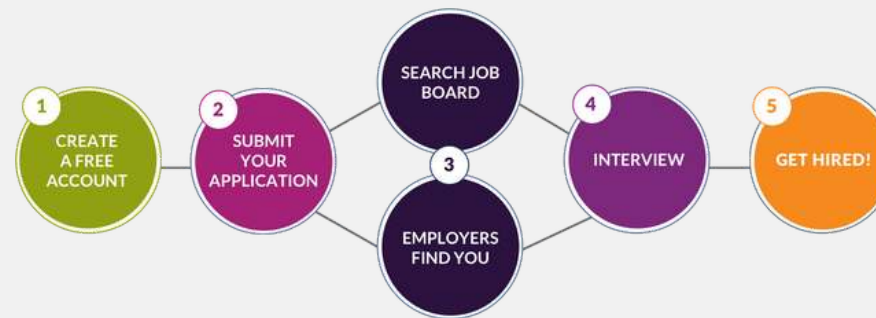 1
CREATE
A FREE
ACCOUNT
2
SUBMIT
YOUR
APPLICATION
SEARCH JOB
BOARD
3
EMPLOYERS
FIND YOU
4
INTERVIEW
5
GET HIRED!